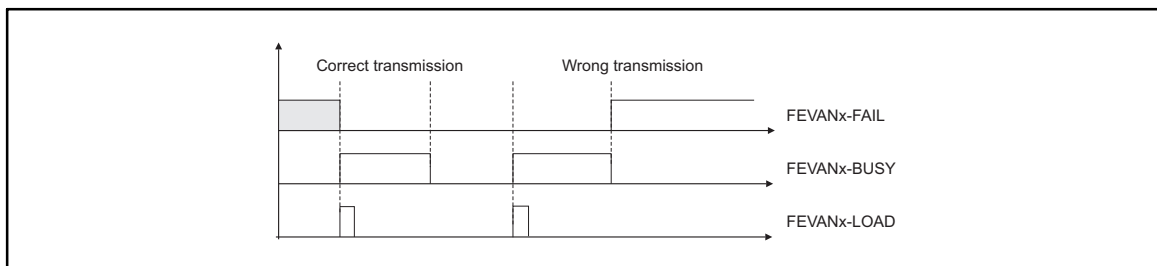 Correct transmission
Wrong transmission
FEVANx-FAIL
FEVANx-BUSY
FEVANx-LOAD